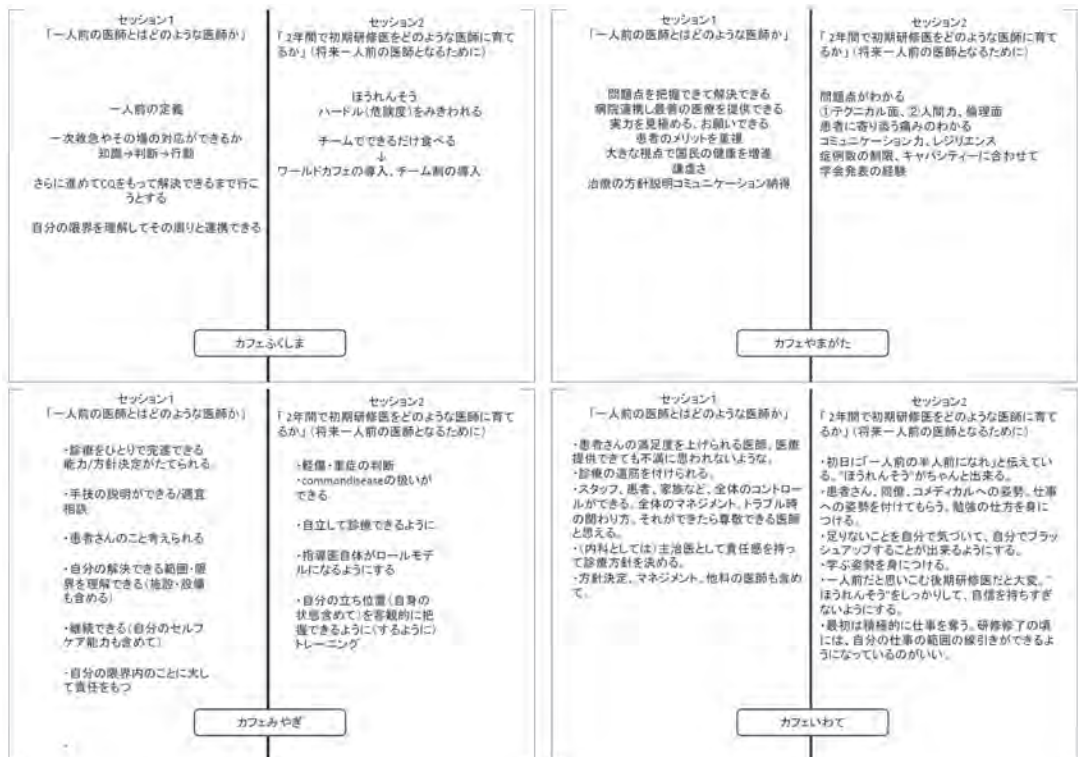 セッション1
「一人前の医師とはどのような医師か」
一人前の定義
一次救急やその場の対応ができるか
知識→判断→行動
さらに進めてCQをもって解決できるまで行こ
うとする
自分の限界を理解してその周りと連携できる
セッション2
「2年間で初期研修医をどのような医師に育て
るか」(将来一人前の医師となるために)
ほうれんそう
ハードル(危険度)をみきわれる
チームでできるだけ食べる
↓
ワールドカフェの導入、チーム制の導入
カフェふくしま
セッション1
「一人前の医師とはどのような医師か」
問題点を把握できて解決できる
病院連携し最善の医療を提供できる
実力を見極める、お願いできる
患者のメリットを重視
大きな視点で国民の健康を増進
謙虚さ
治療の方針説明コミュニケーション納得
セッション2
「2年間で初期研修医をどのような医師に育て
るか」(将来一人前の医師となるために)
問題点がわかる
①テクニカル面、②人間力、倫理面
患者に寄り添う痛みのわかる
コミュニケーション力、レジリエンス
症例数の制限、キャパシティーに合わせて
学会発表の経験
カフェやまがた
セッション1
「一人前の医師とはどのような医師か」
・診療をひとりで完遂できる
能力/方針決定がたてられる
・手技の説明ができる/適宜
相談
・患者さんのこと考えられる
・自分の解決できる範囲・限
界を理解できる(施設・設備
も含める)
・継続できる(自分のセルフ
ケア能力も含めて)
・自分の限界内のことに大し
て責任をもつ
セッション2
「2年間で初期研修医をどのような医師に育て
るか」(将来一人前の医師となるために)
・軽傷・重症の判断
・commandiseaseの扱いが
できる
・自立して診療できるように
・指導医自体がロールモデ
ルになるようにする
・自分の立ち位置(自身の
状態含めて)を客観的に把
握できるように(するように)
トレーニング
カフェみやぎ
セッション1
「一人前の医師とはどのような医師か」
・患者さんの満足度を上げられる医師。医療
提供できても不満に思われないような。
・診療の道筋を付けられる。
・スタッフ、患者、家族など、全体のコントロー
ルができる。全体のマネジメント、トラブル時
の関わり方。それができたら尊敬できる医師
と思える。
・(内科としては)主治医として責任感を持っ
て診療方針を決める。
・方針決定、マネジメント、他科の医師も含め
て。
セッション2
「2年間で初期研修医をどのような医師に育て
るか」(将来一人前の医師となるために)
・初日に「一人前の半人前になれ」と伝えてい
る。"ほうれんそう"がちゃんと出来る。
・患者さん、同僚、コメディカルへの姿勢、仕事
への姿勢を付けてもらう。勉強の仕方を身に
つける。
・足りないことを自分で気づいて、自分でブラッ
シュアップすることが出来るようにする。
・学ぶ姿勢を身につける。
・一人前だと思いこむ後期研修医だと大変。"
ほうれんそう"をしっかりして、自信を持ちすぎ
ないようにする。
・最初は積極的に仕事を奪う。研修修了の頃
には、自分の仕事の範囲の線引きができるよ
うになっているのがいい。
カフェいわて